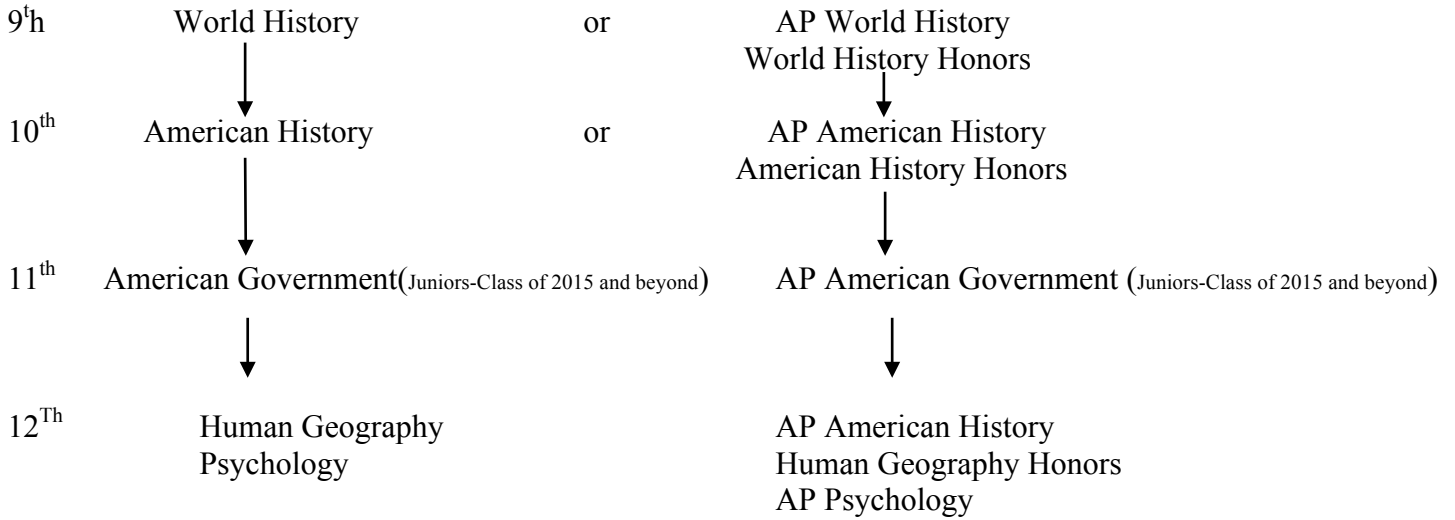 9th World History or AP World History
World History Honors
10th American History or AP American History
American History Honors
11th American Government(Juniors-Class of 2015 and beyond) AP American Government (Juniors-Class of 2015 and beyond)
12Th Human Geography AP American History
Psychology Human Geography Honors
AP Psychology